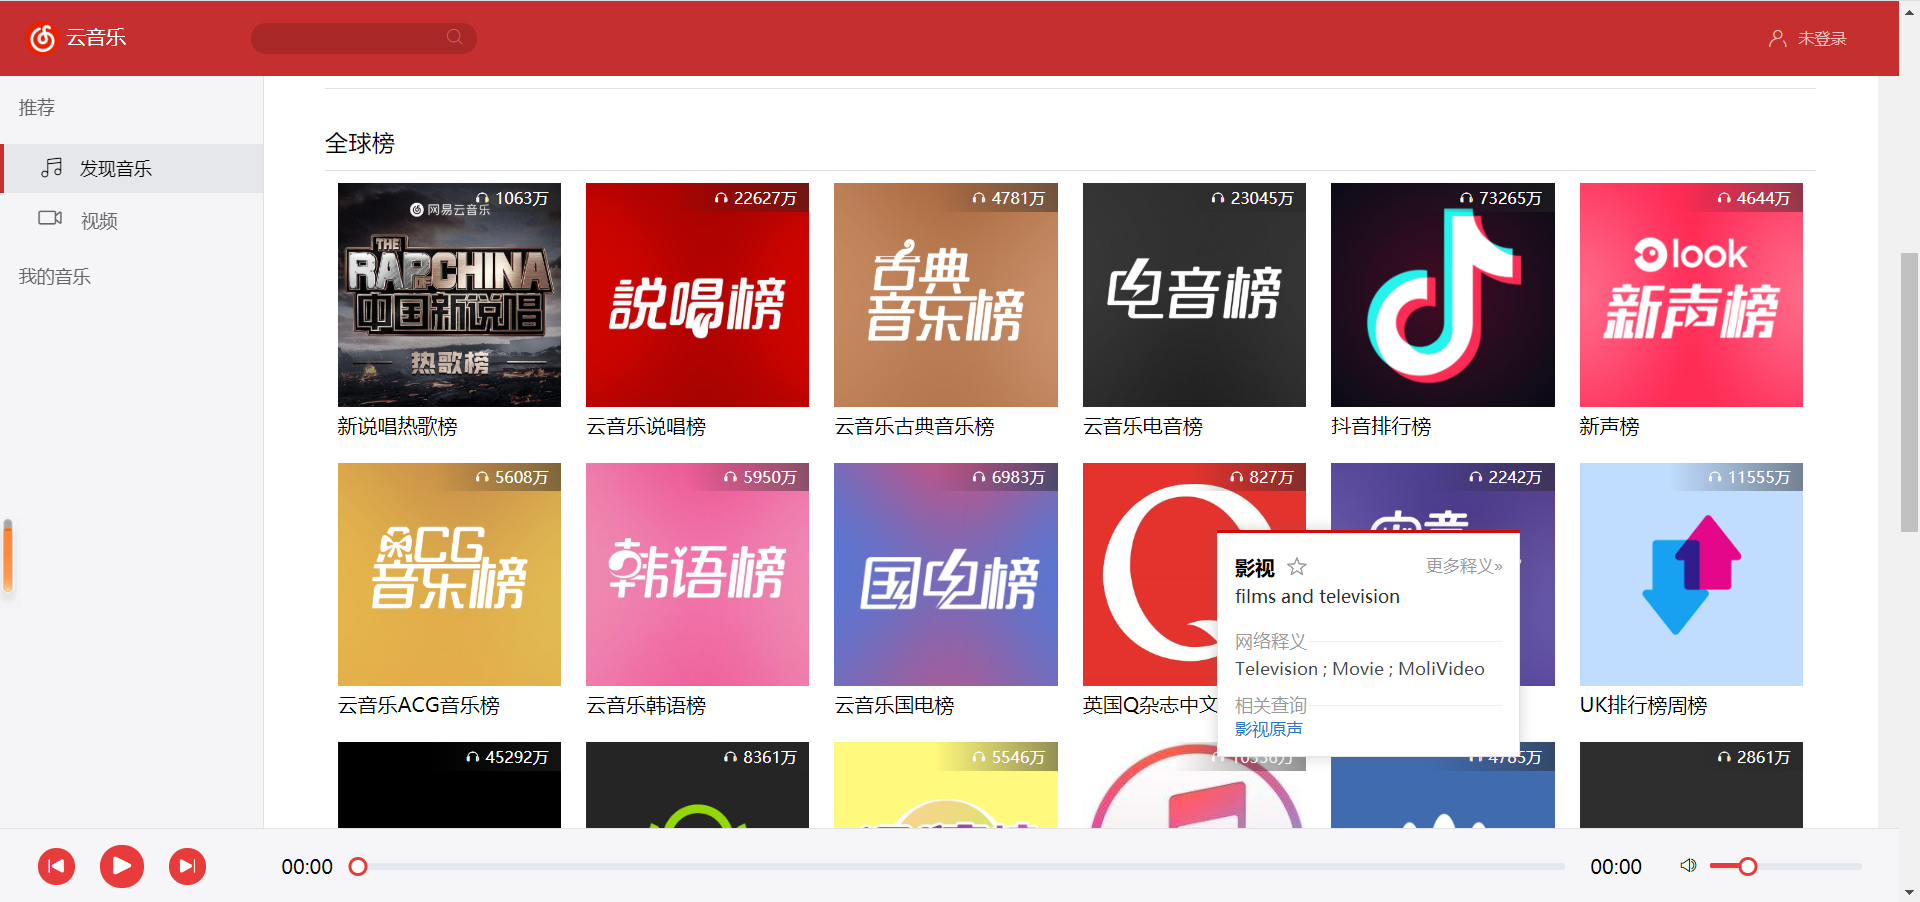 云音乐
未登录
推荐
发现音乐
视频
我的音乐
全球榜
1063万
网易云音乐
THE
RAP OF CHINA
中国新说唱
热歌榜
新说唱热歌榜
22627万
説唱榜
云音乐说唱榜
4781万
古典
音乐榜
云音乐古典音乐榜
23045万
电音榜
云音乐电音榜
73265万
抖音排行榜
4644万
look
新声榜
新声榜
5608万
ACG
音乐榜
云音乐ACG音乐榜
5950万
韩语榜
云音乐韩语榜
6983万
国电榜
云音乐国电榜
827万
Q
英国Q杂志中文
2242万
11555万
UK排行榜周榜
影视
更多释义»
films and television
网络释义
Television ; Movie ; MoliVideo
相关查询
影视原声
45292万
8361万
5546万
4785万
2861万
00:00
00:00